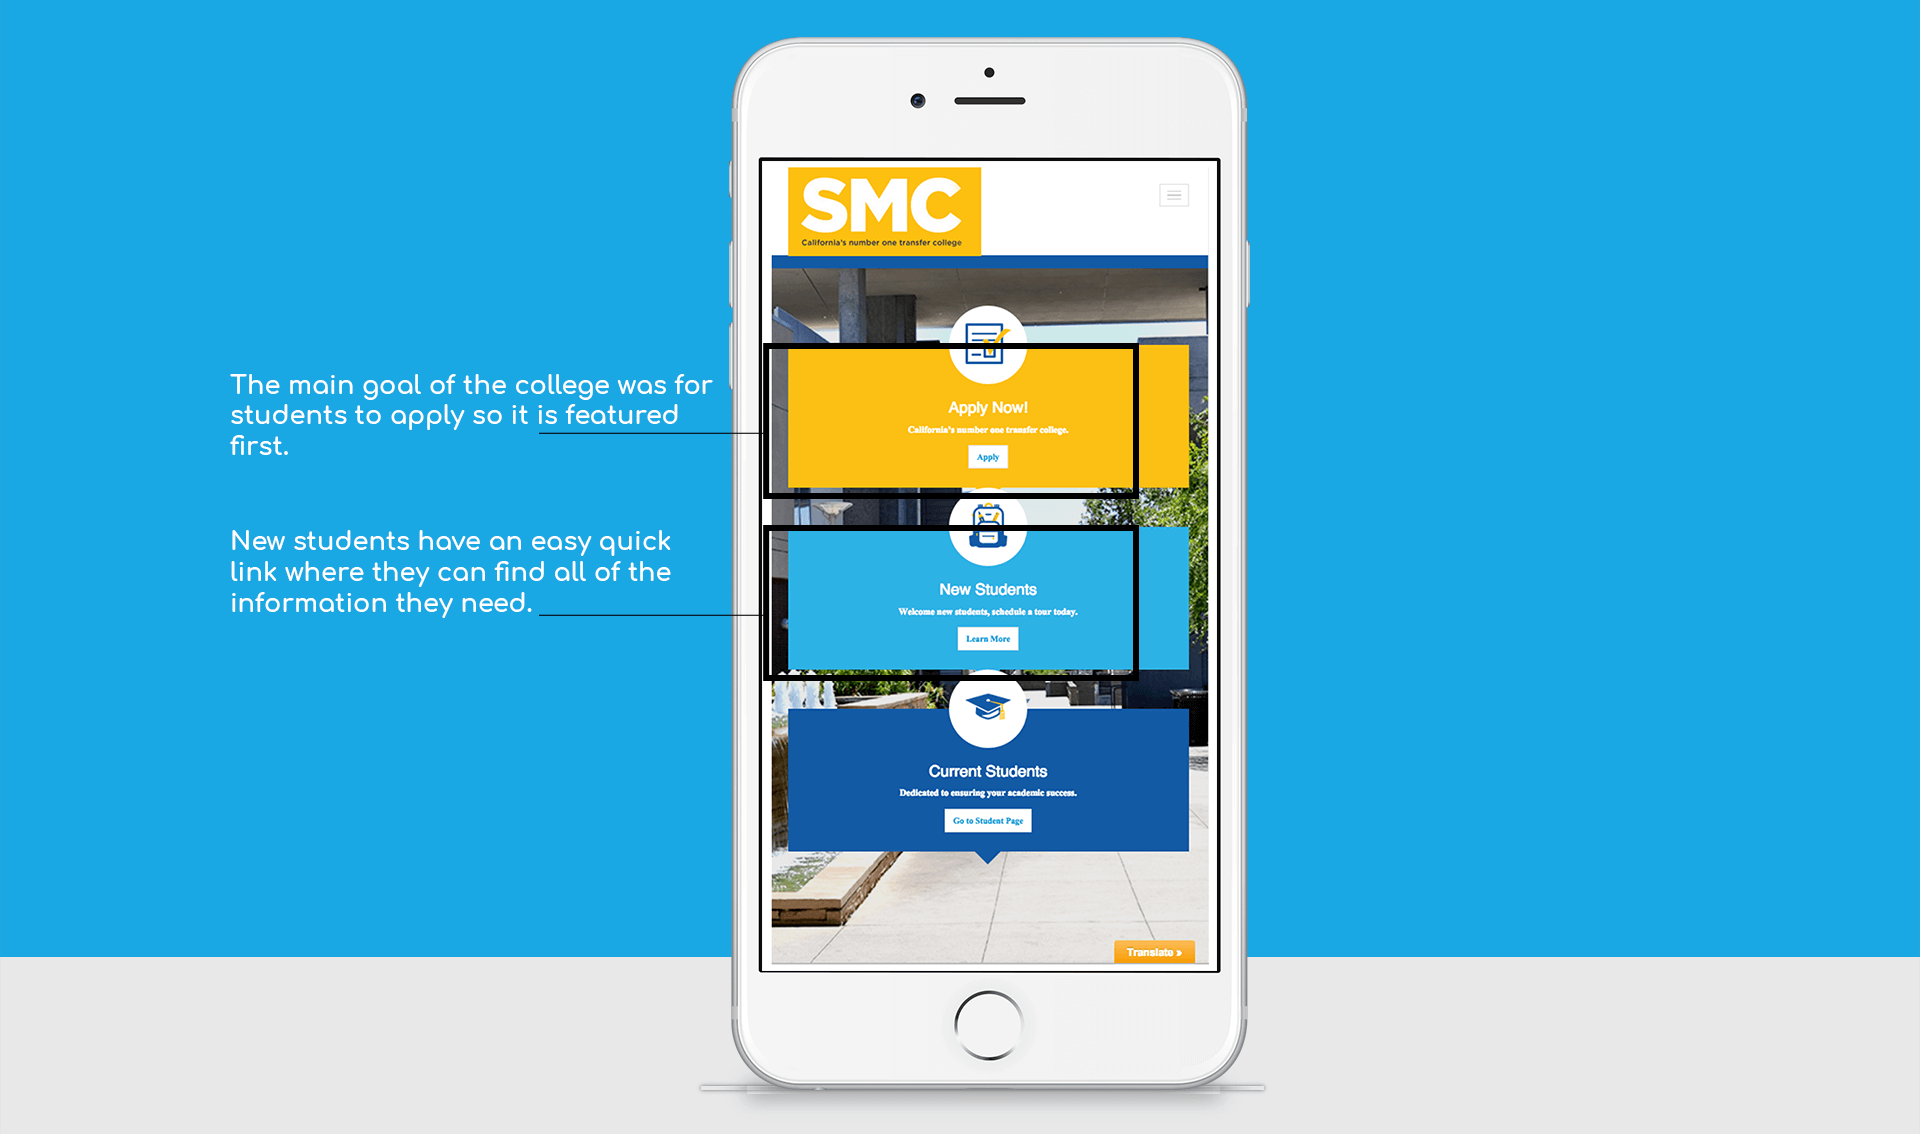 The main goal of the college was for
students to apply so it is featured
first.
New students have an easy quick
link where they can find all of the
information they need.
SMC
California's number one transfer college
Apply Now!
California's number one transfer college.
Apply
New Students
Welcome new students, schedule a tour today.
Learn More
Current Students
Dedicated to ensuring your academic success.
Go to Student Page
Translate »